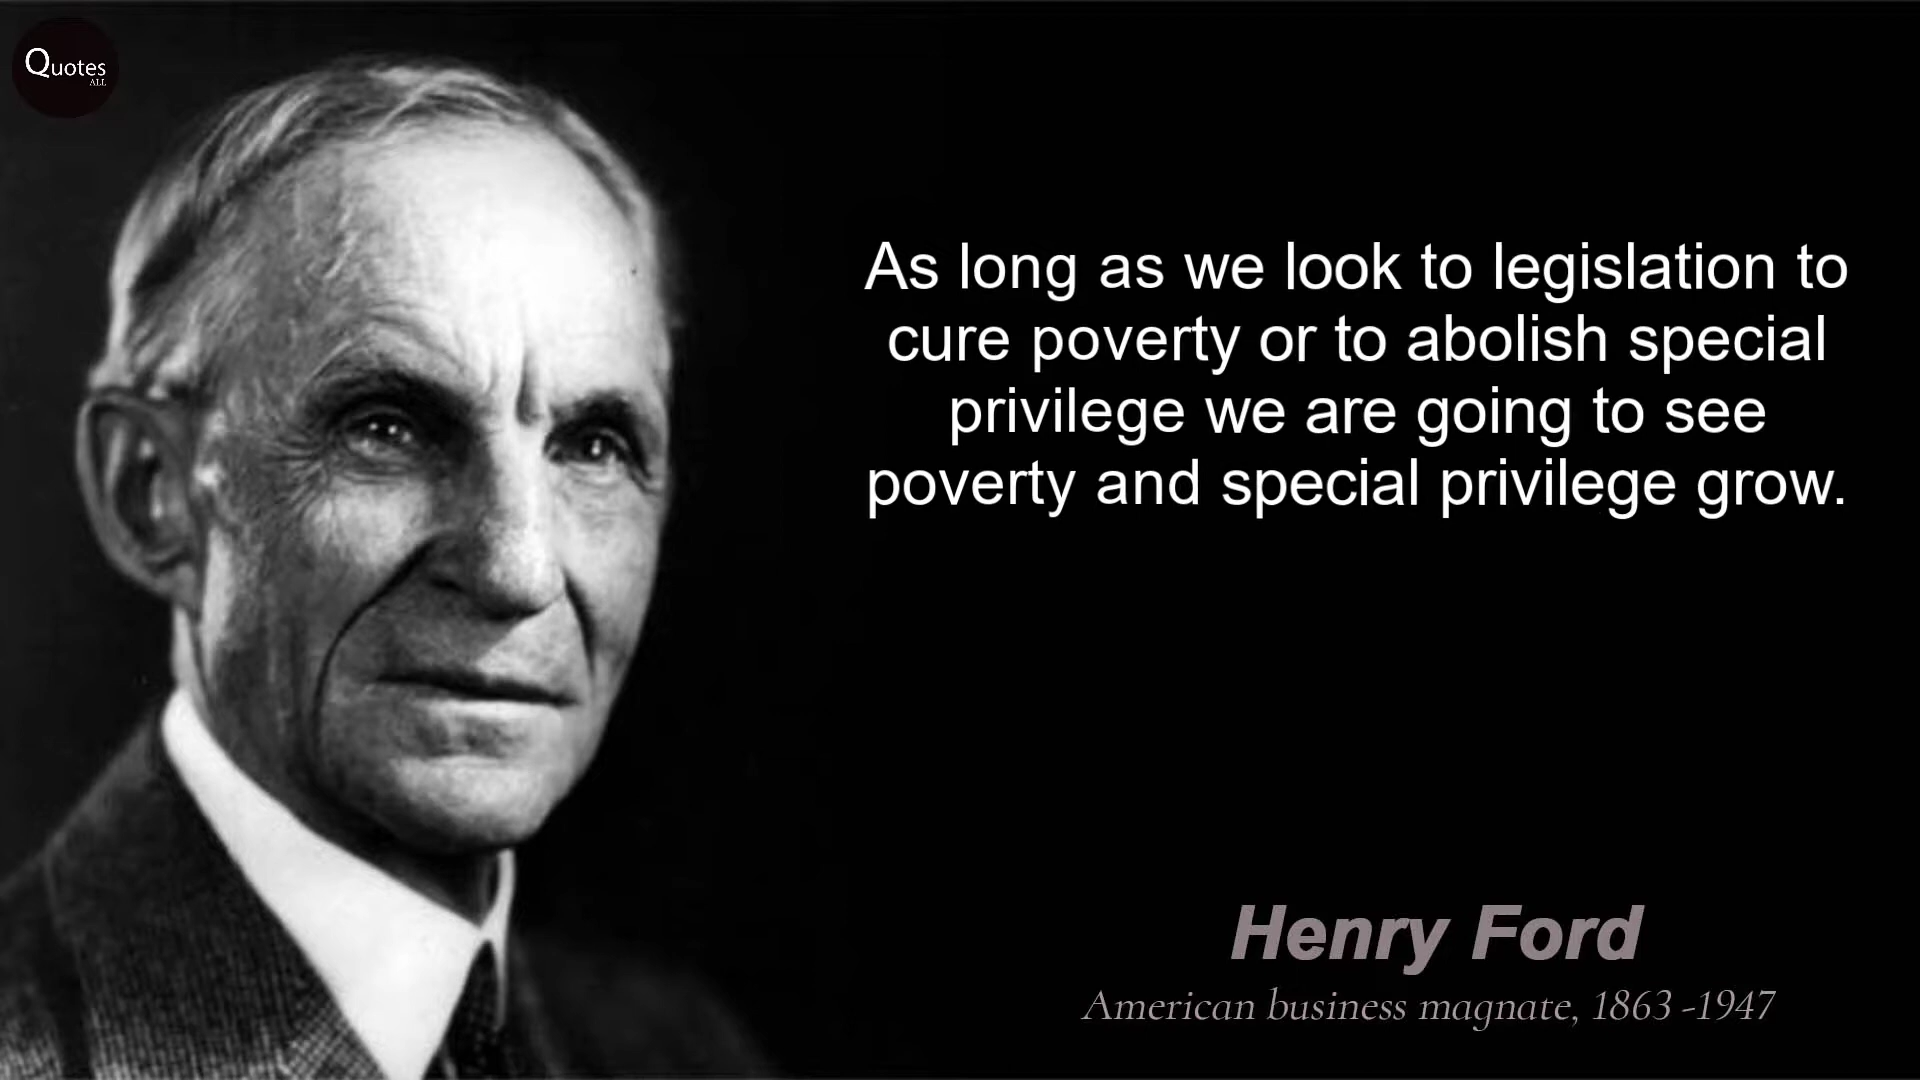 Quotes
ALL
As long as we look to legislation to
cure poverty or to abolish special
privilege we are going to see
poverty and special privilege grow.
Henry Ford
American business magnate, 1863 -1947